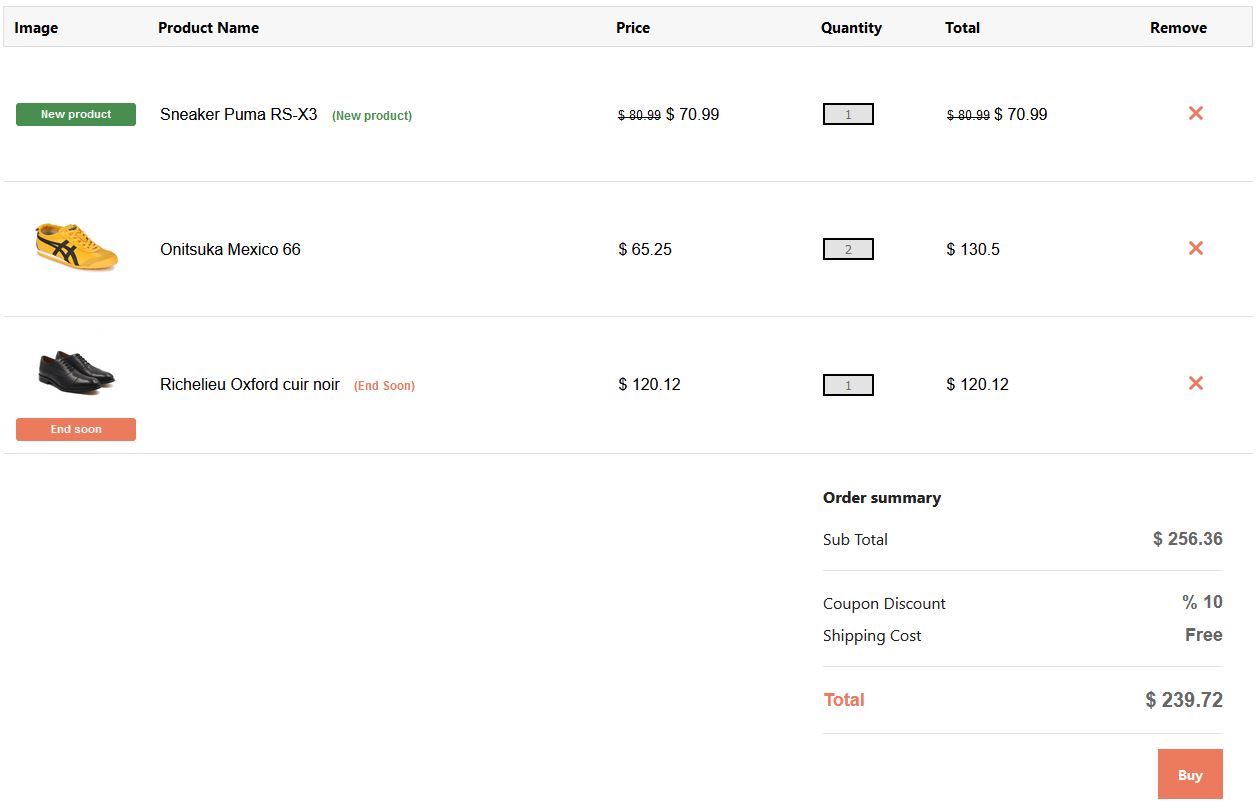 Image Product Name Price Quantity Total Remove
New product Sneaker Puma RS-X3 (New product) $ 80.99 $ 70.99 1 $ 80.99 $ 70.99 ✕
Onitsuka Mexico 66 $ 65.25 2 $ 130.5 ✕
Richelieu Oxford cuir noir (End Soon) $ 120.12 1 $ 120.12 ✕
End soon
Order summary
Sub Total $ 256.36
Coupon Discount % 10
Shipping Cost Free
Total $ 239.72
Buy